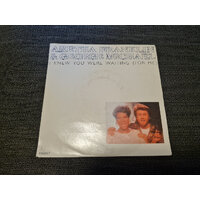 ARETHA FRANKLIN
& GEORGE MICHAEL
I KNEW YOU WERE WAITING (FOR ME)